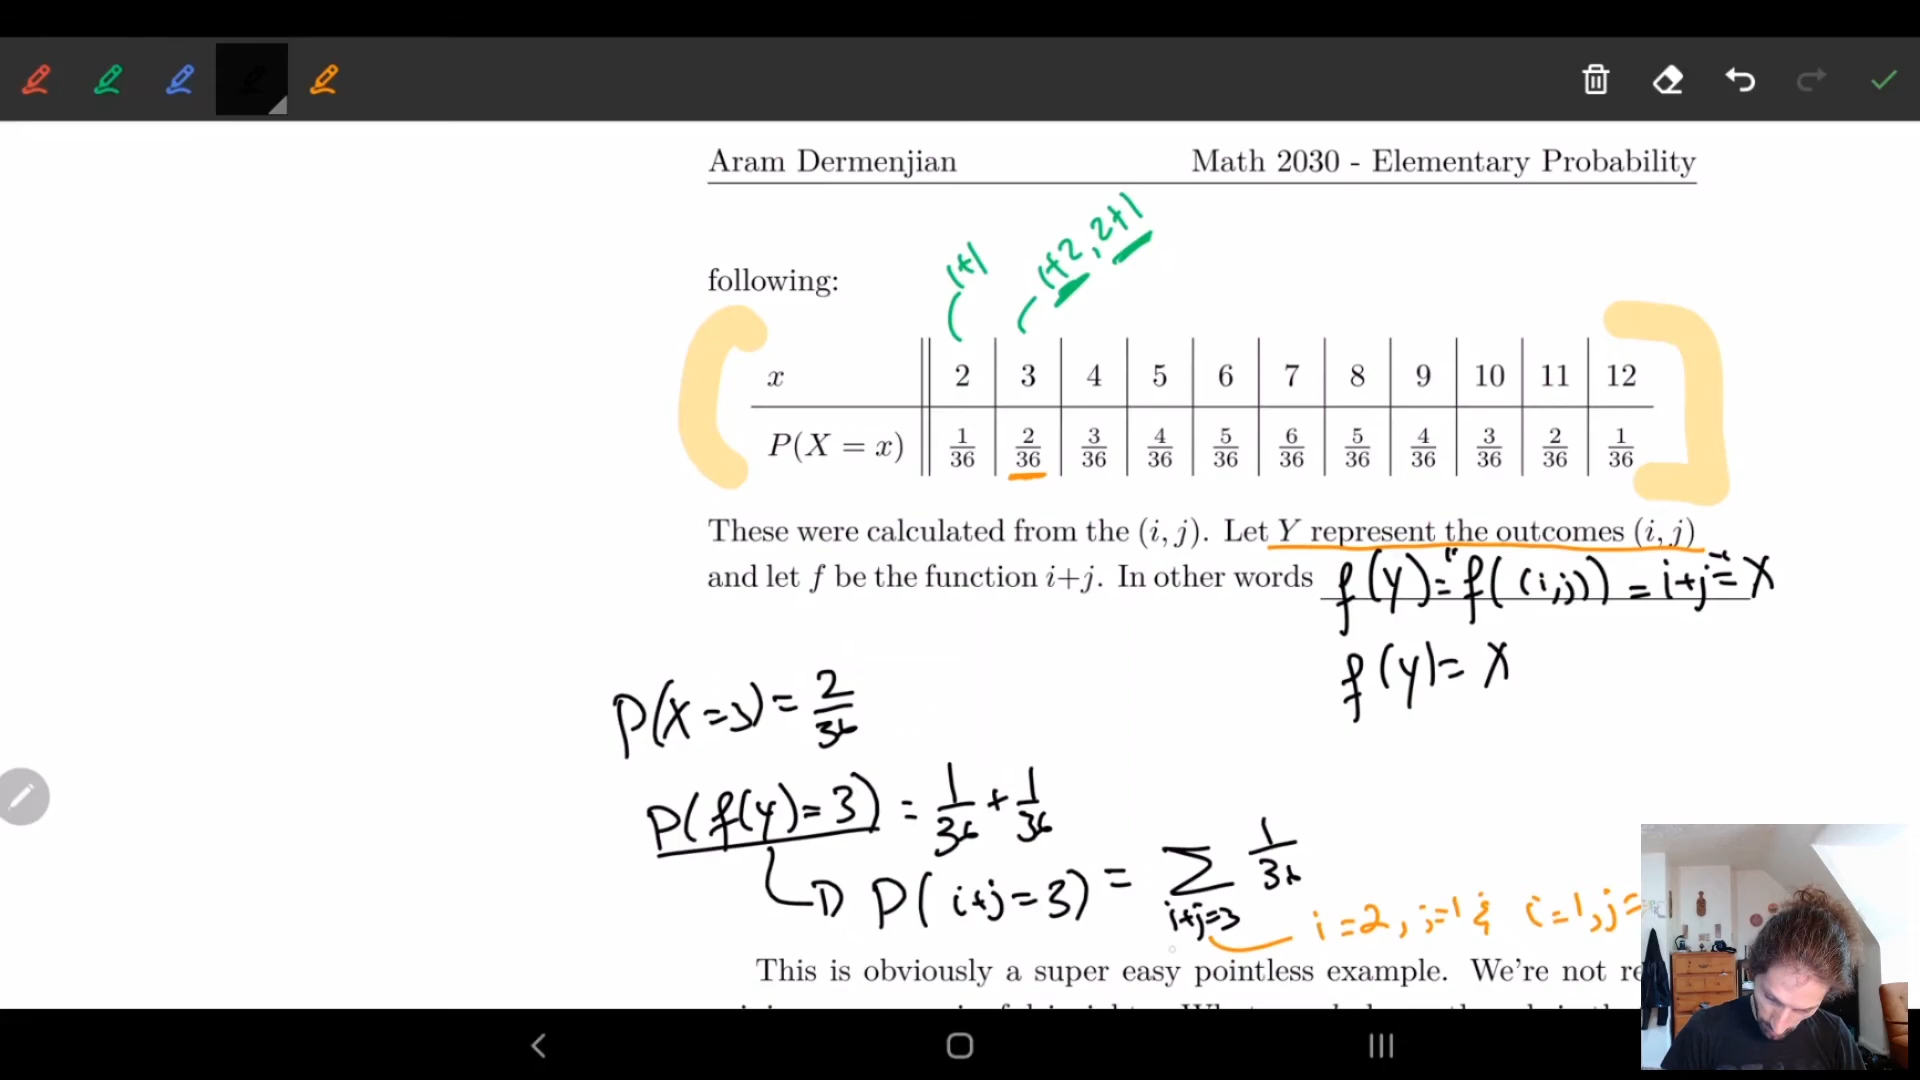 Aram Dermenjian Math 2030 - Elementary Probability
1+1 1+2, 2+1
following:
x 2 3 4 5 6 7 8 9 10 11 12
P(X = x) 1/36 2/36 3/36 4/36 5/36 6/36 5/36 4/36 3/36 2/36 1/36
These were calculated from the (i, j). Let Y represent the outcomes (i, j)
and let f be the function i+j. In other words f(Y)="f((i,j))=i+j"=X
f(Y)=X
P(X=3)=2/36
P(f(Y)=3) = 1/36 + 1/36
P(i+j=3) = ∑ 1/36
i+j=3 i=2, j=1 & i=1, j=
This is obviously a super easy pointless example. We're not re